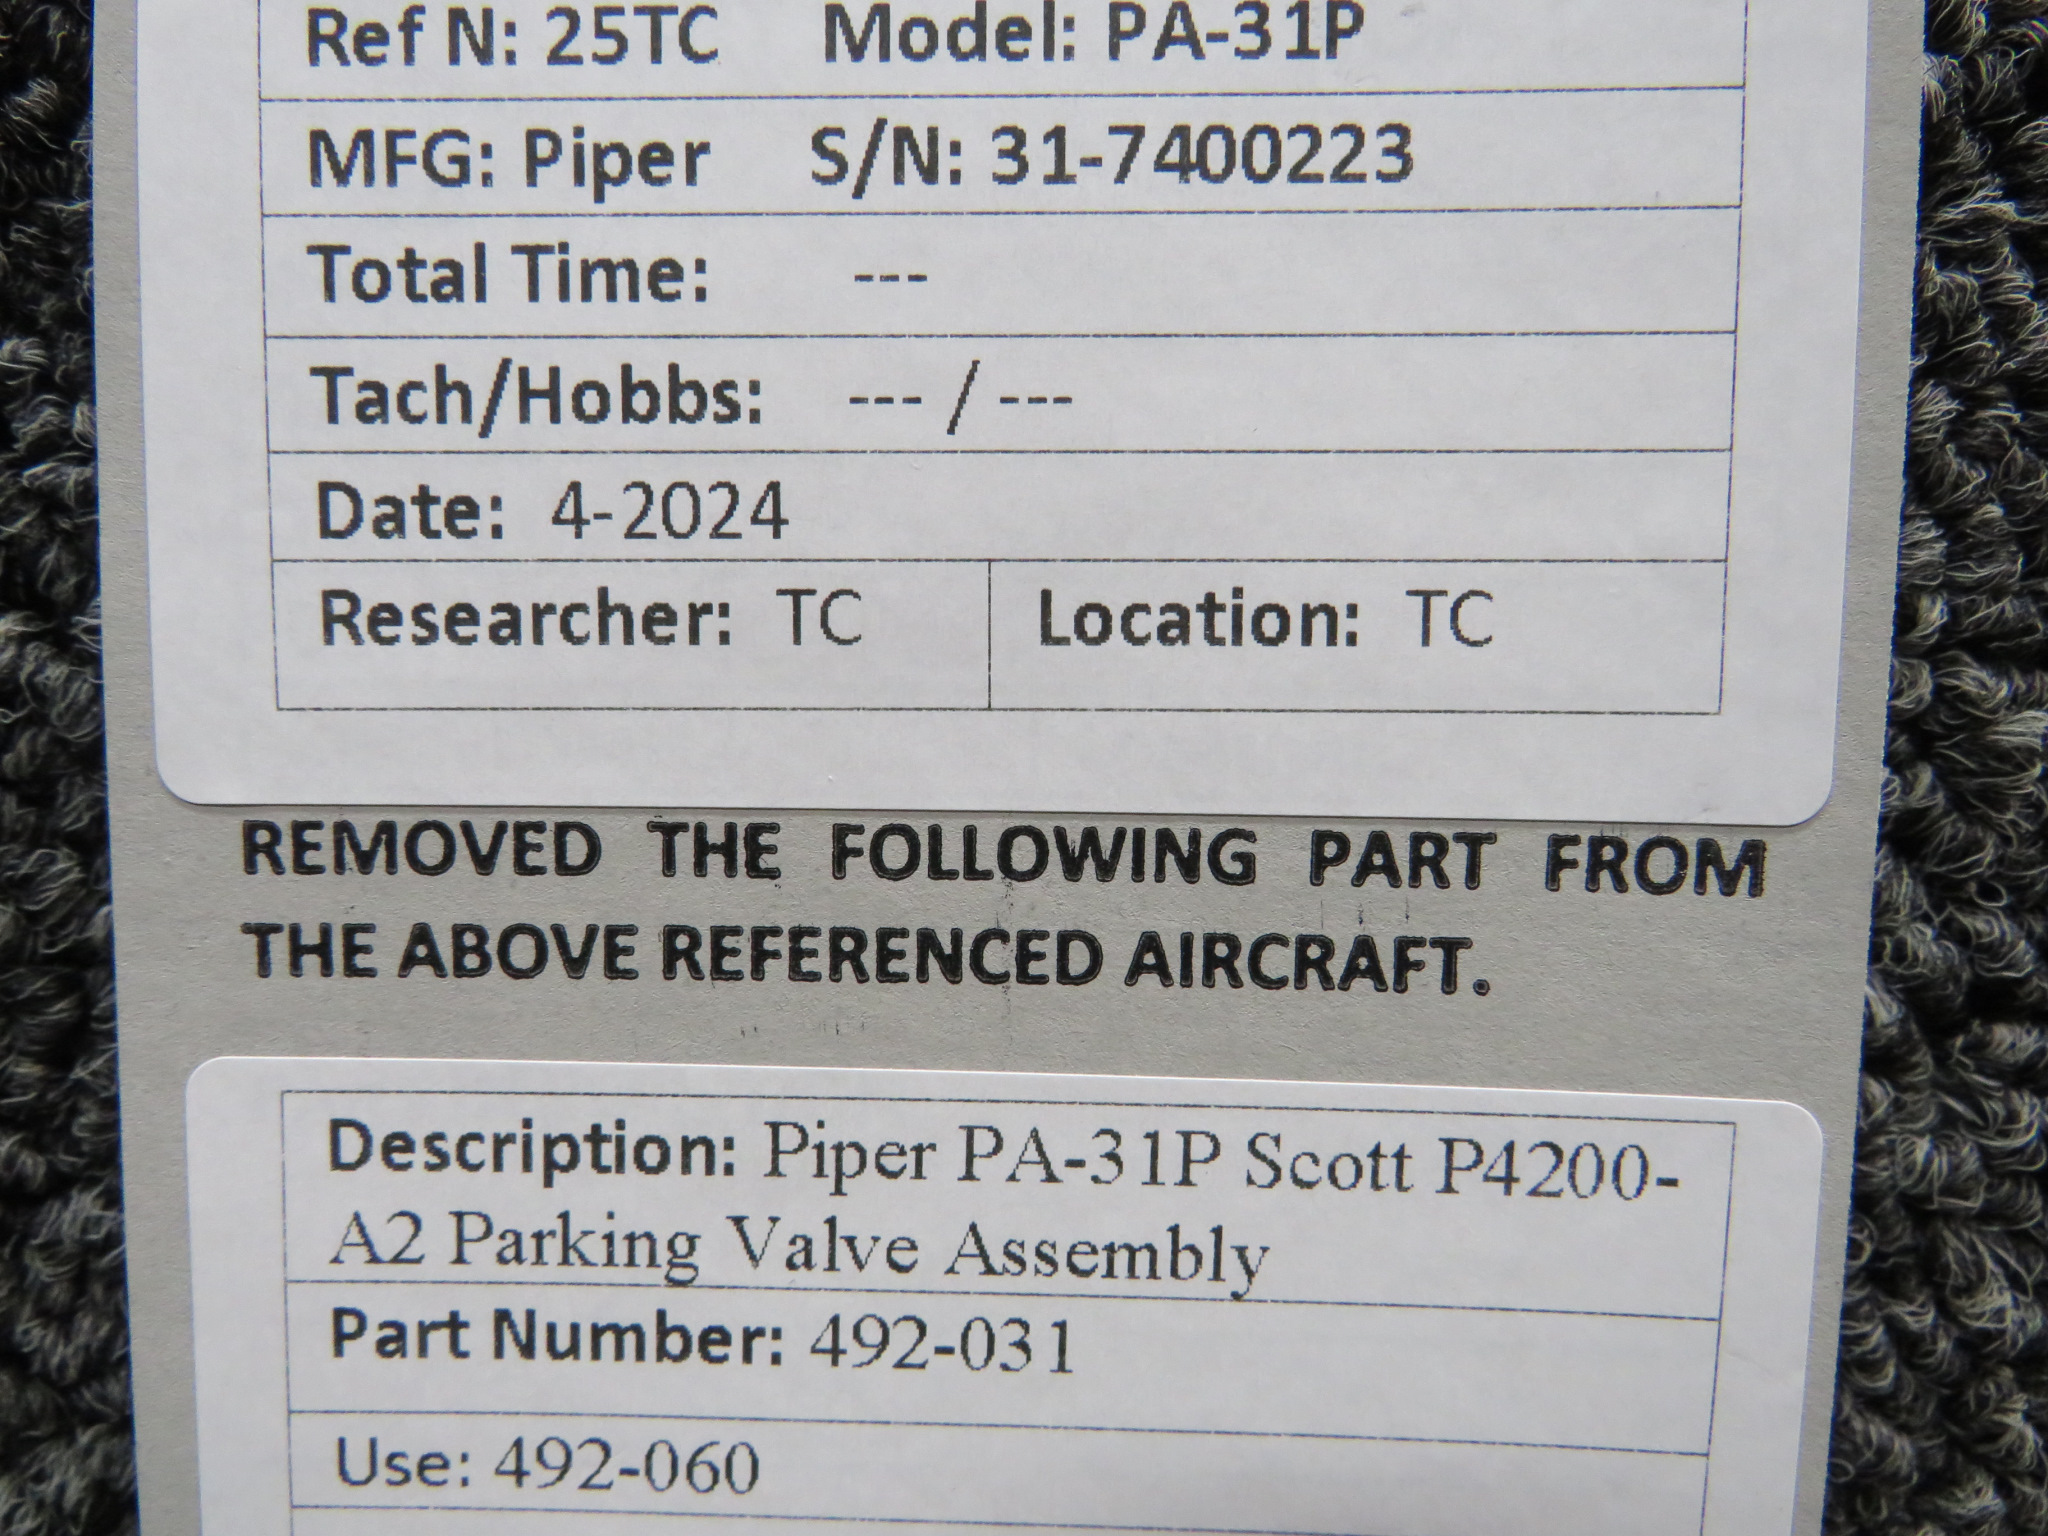 Ref N: 25TC Model: PA-31P
MFG: Piper S/N: 31-7400223
Total Time: ---
Tach/Hobbs: --- / ---
Date: 4-2024
Researcher: TC Location: TC
REMOVED THE FOLLOWING PART FROM
THE ABOVE REFERENCED AIRCRAFT.
Description: Piper PA-31P Scott P4200-
A2 Parking Valve Assembly
Part Number: 492-031
Use: 492-060